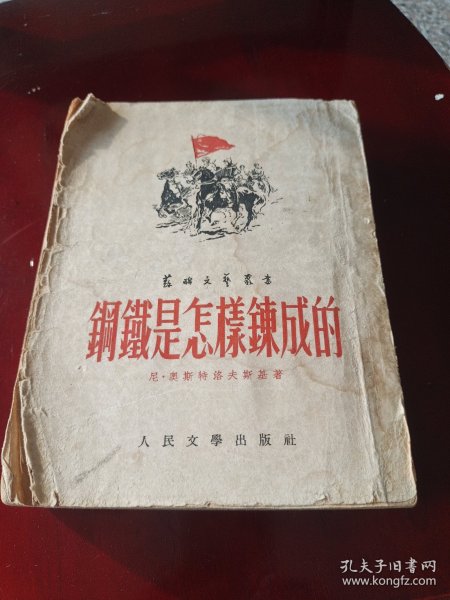 蘇聯文藝叢書
鋼鐵是怎樣鍊成的
尼·奧斯特洛夫斯基著
人民文學出版社
孔夫子旧书网
www.kongfz.com